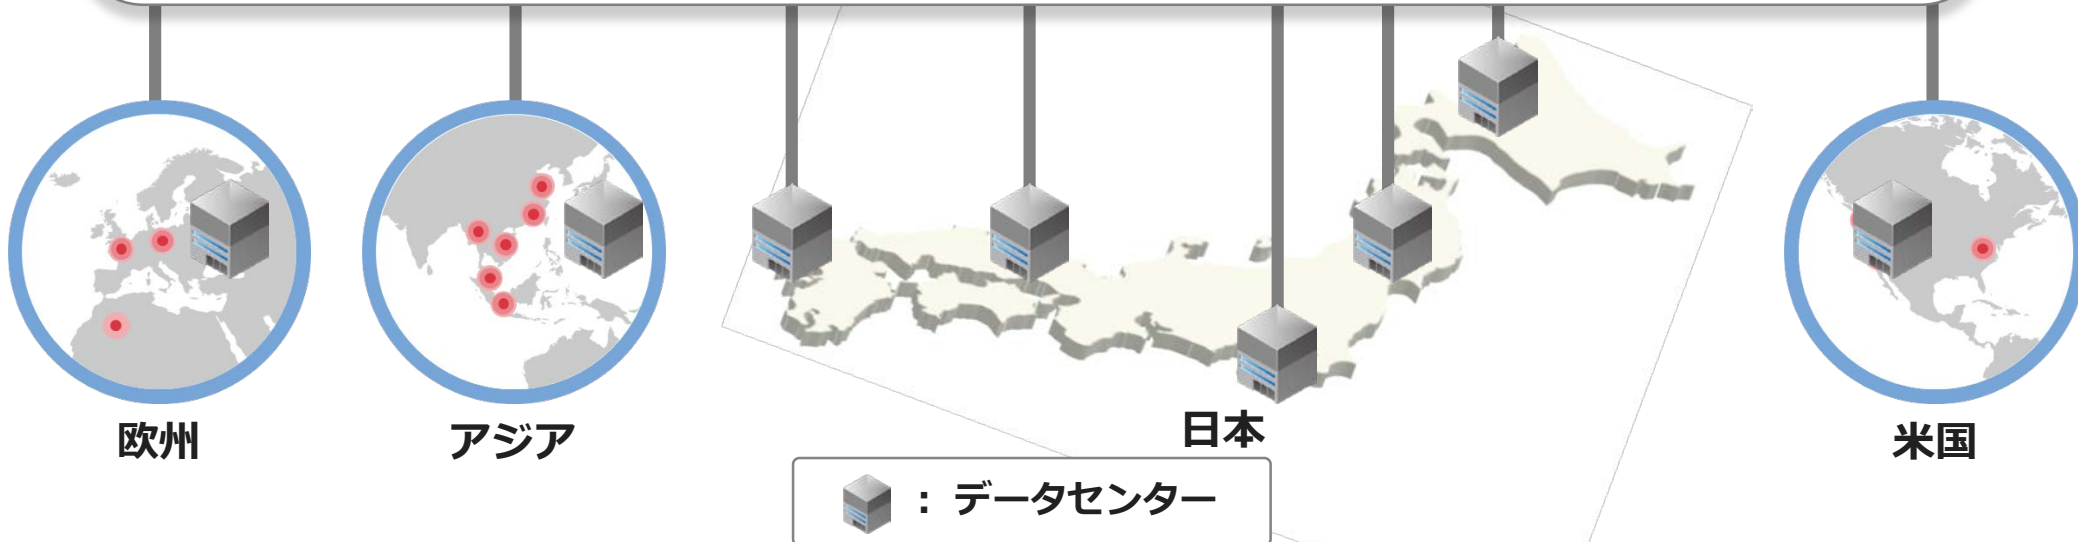 欧州
アジア
日本
米国
：データセンター